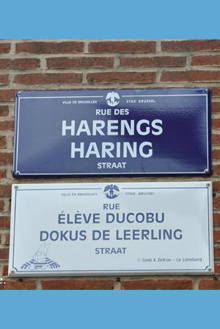 VILLE DE BRUXELLES STAD BRUSSEL
RUE DES
HARENGS
HARING
STRAAT
VILLE DE BRUXELLES STAD BRUSSEL
RUE
ÉLÈVE DUCOBU
DOKUS DE LEERLING
STRAAT
© Godi & Zidrou - Le Lombard